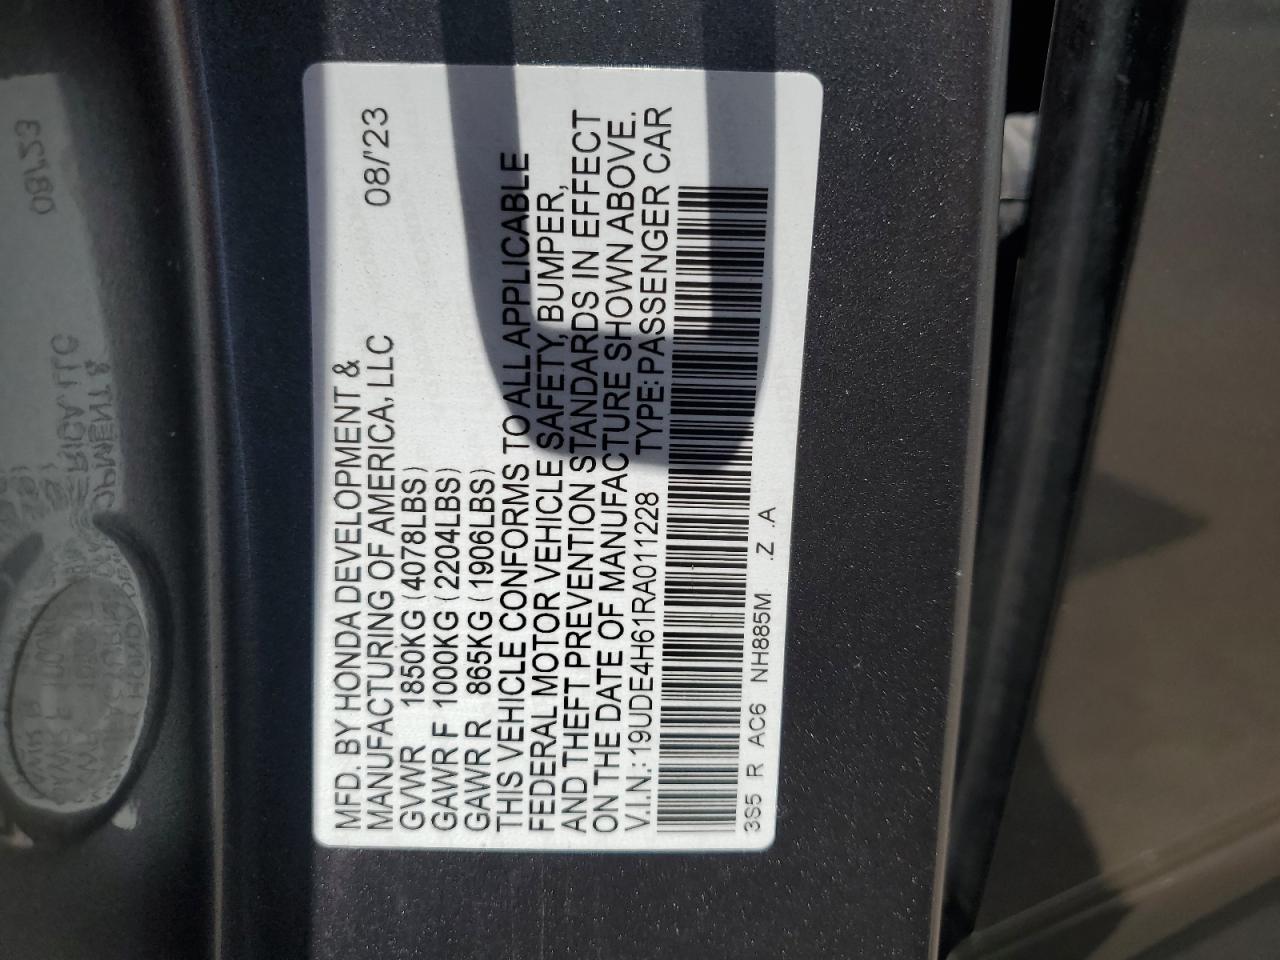 MFD. BY HONDA DEVELOPMENT & 08/'23
MANUFACTURING OF AMERICA, LLC
GVWR 1850KG (4078LBS)
GAWR F 1000KG (2204LBS)
GAWR R 865KG (1906LBS)
THIS VEHICLE CONFORMS TO ALL APPLICABLE
FEDERAL MOTOR VEHICLE SAFETY, BUMPER,
AND THEFT PREVENTION STANDARDS IN EFFECT
ON THE DATE OF MANUFACTURE SHOWN ABOVE.
V.I.N.: 19UDE4H61RA011228 TYPE:PASSENGER CAR
3S5 R AC6 NH885M .Z .A